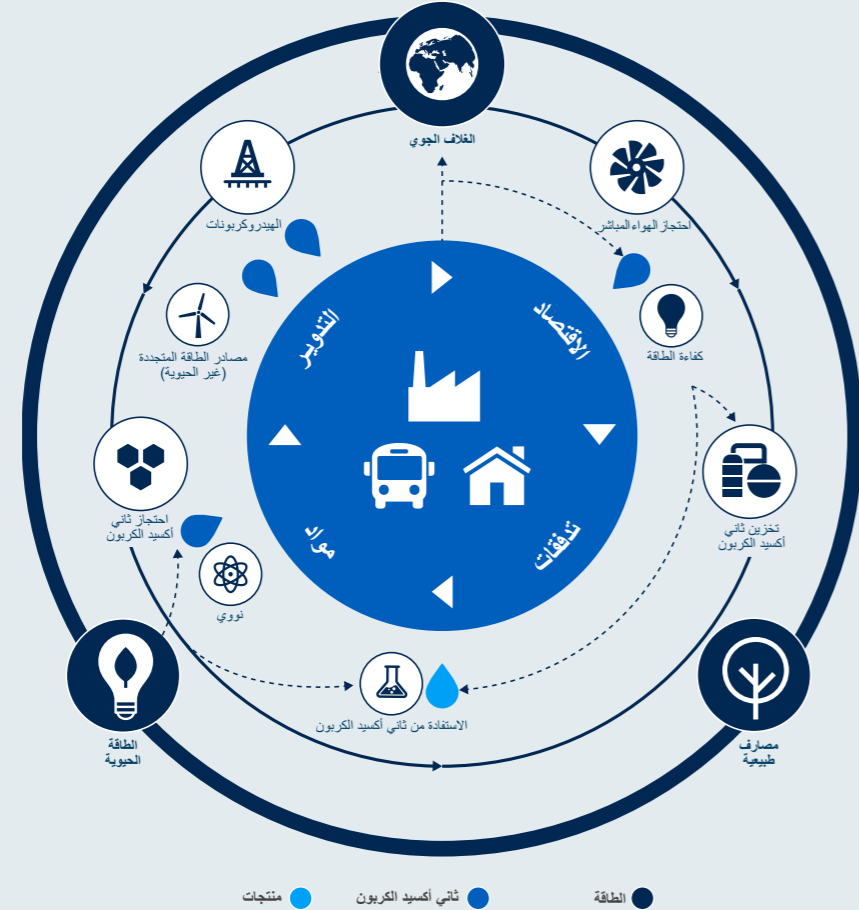 الغلاف الجوي
الهيدروكربونات
احتجاز الهواء المباشر
مصادر الطاقة المتجددة
(غير الحيوية)
كفاءة الطاقة
التدوير
الاقتصاد
احتجاز ثاني
أكسيد الكربون
تخزين ثاني
أكسيد الكربون
مواد
تدفقات
نووي
الاستفادة من ثاني أكسيد الكربون
الطاقة
الحيوية
مصارف
طبيعية
الطاقة
ثاني أكسيد الكربون
منتجات